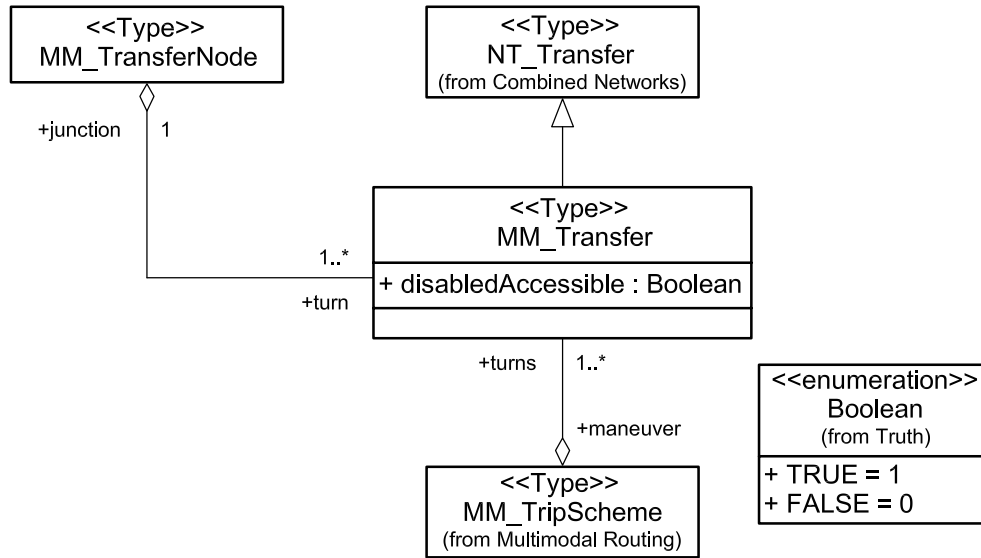 <<Type>>
MM_TransferNode
<<Type>>
NT_Transfer
(from Combined Networks)
+junction
1
<<Type>>
MM_Transfer
1..*
+ disabledAccessible : Boolean
+turn
+turns
1..*
<<enumeration>>
Boolean
(from Truth)
+ TRUE = 1
+ FALSE = 0
+maneuver
<<Type>>
MM_TripScheme
(from Multimodal Routing)